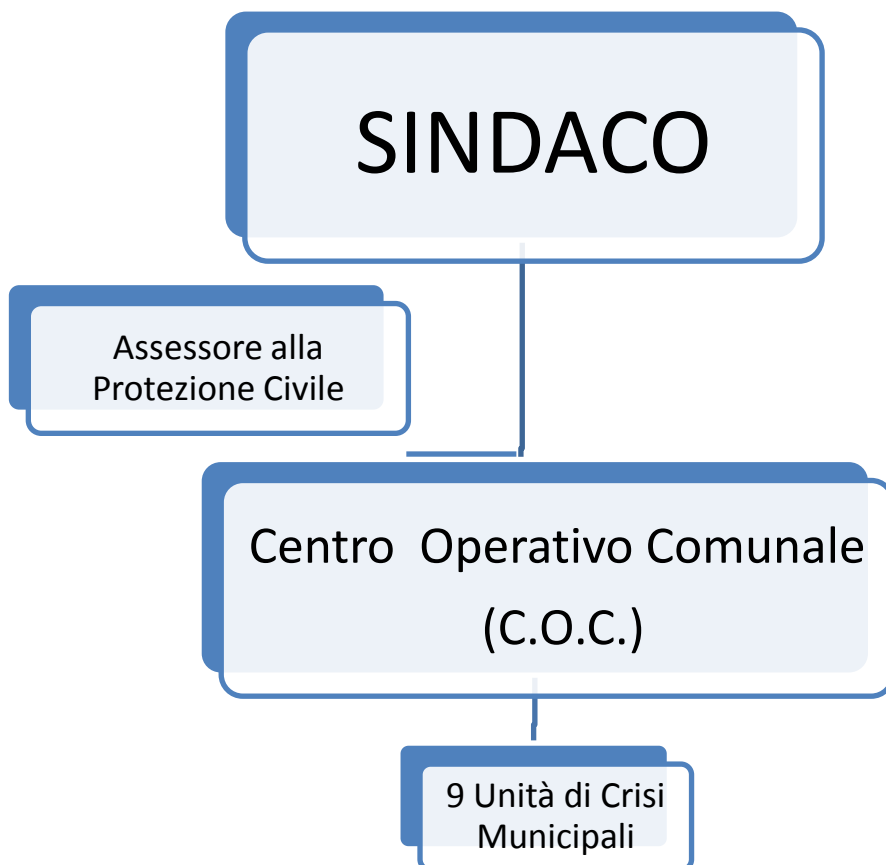 SINDACO
Assessore alla
Protezione Civile
Centro  Operativo Comunale
(C.O.C.)
9 Unità di Crisi
Municipali